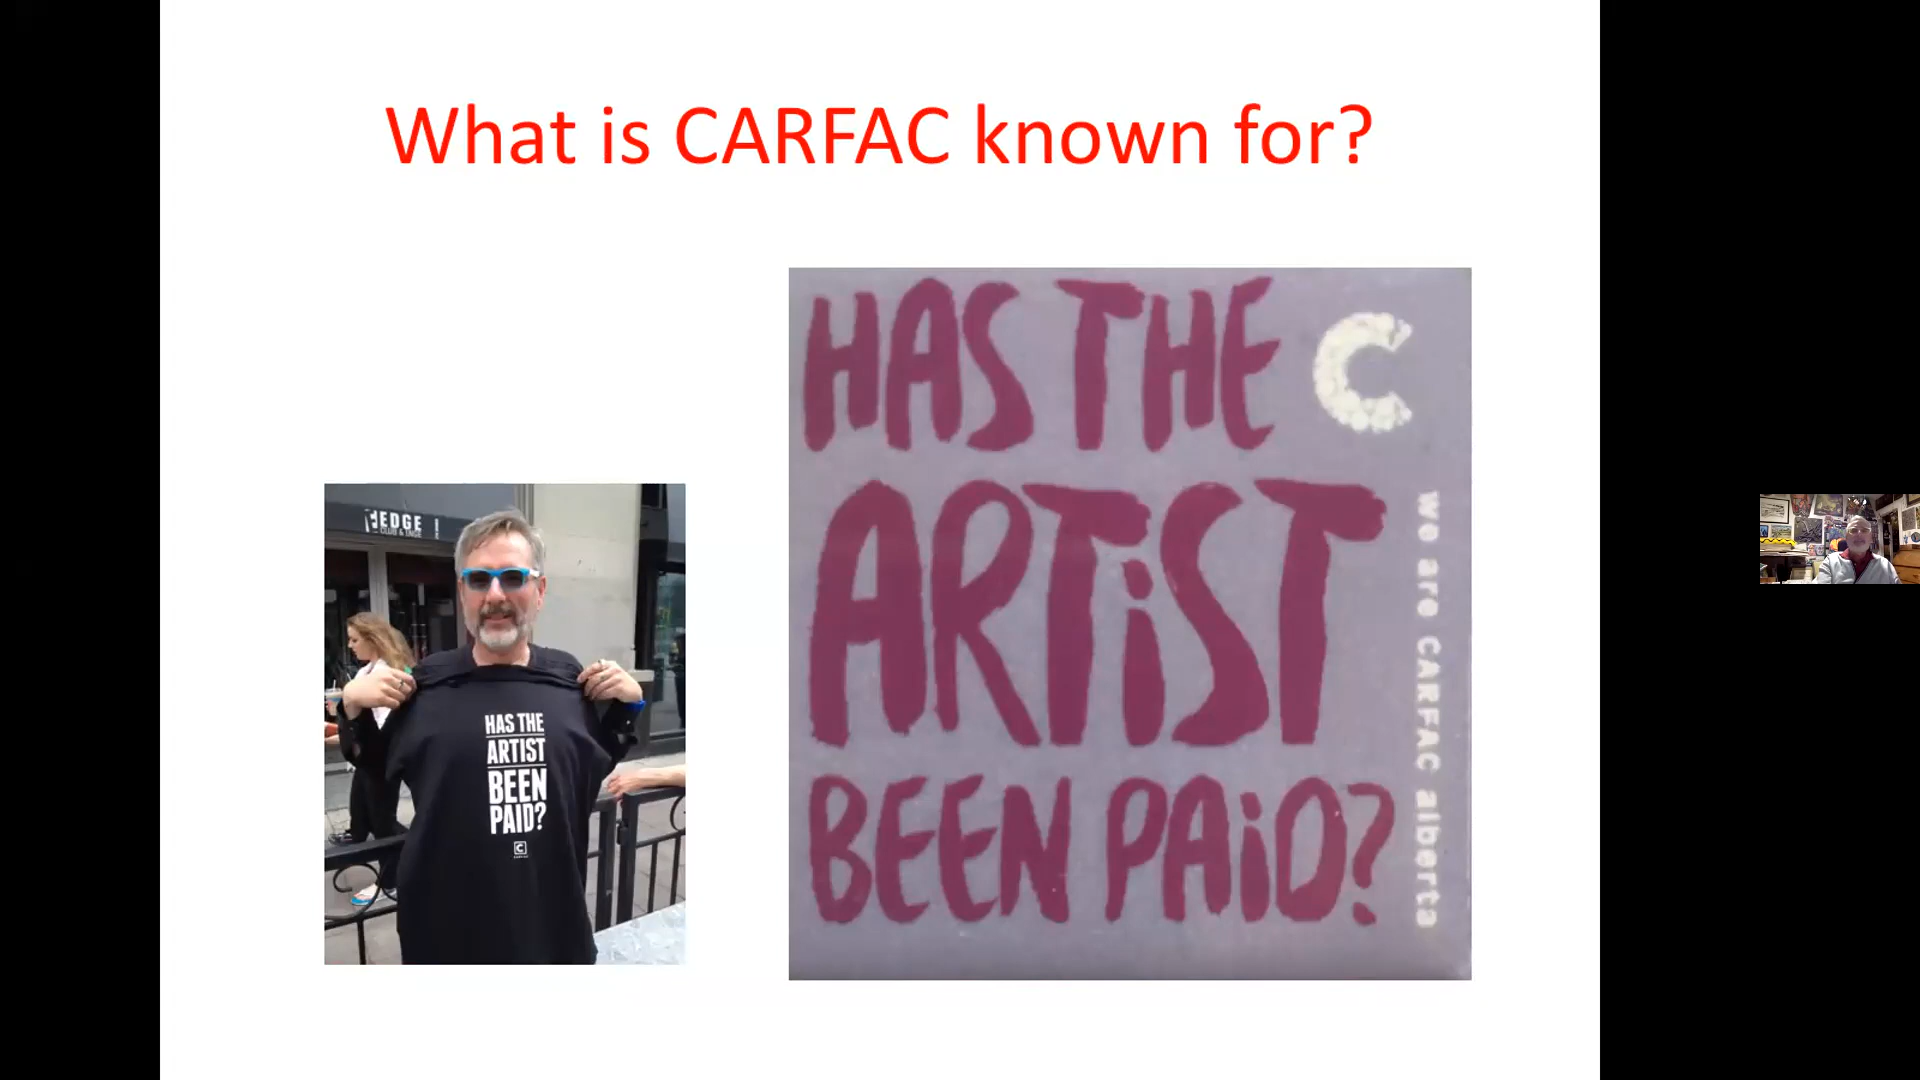 What is CARFAC known for?
HAS THE
ARTiST
BEEN PAiD?
C
we are CARFAC alberta
EDGE
HAS THE
ARTIST
BEEN
PAID?
C
CARFAC